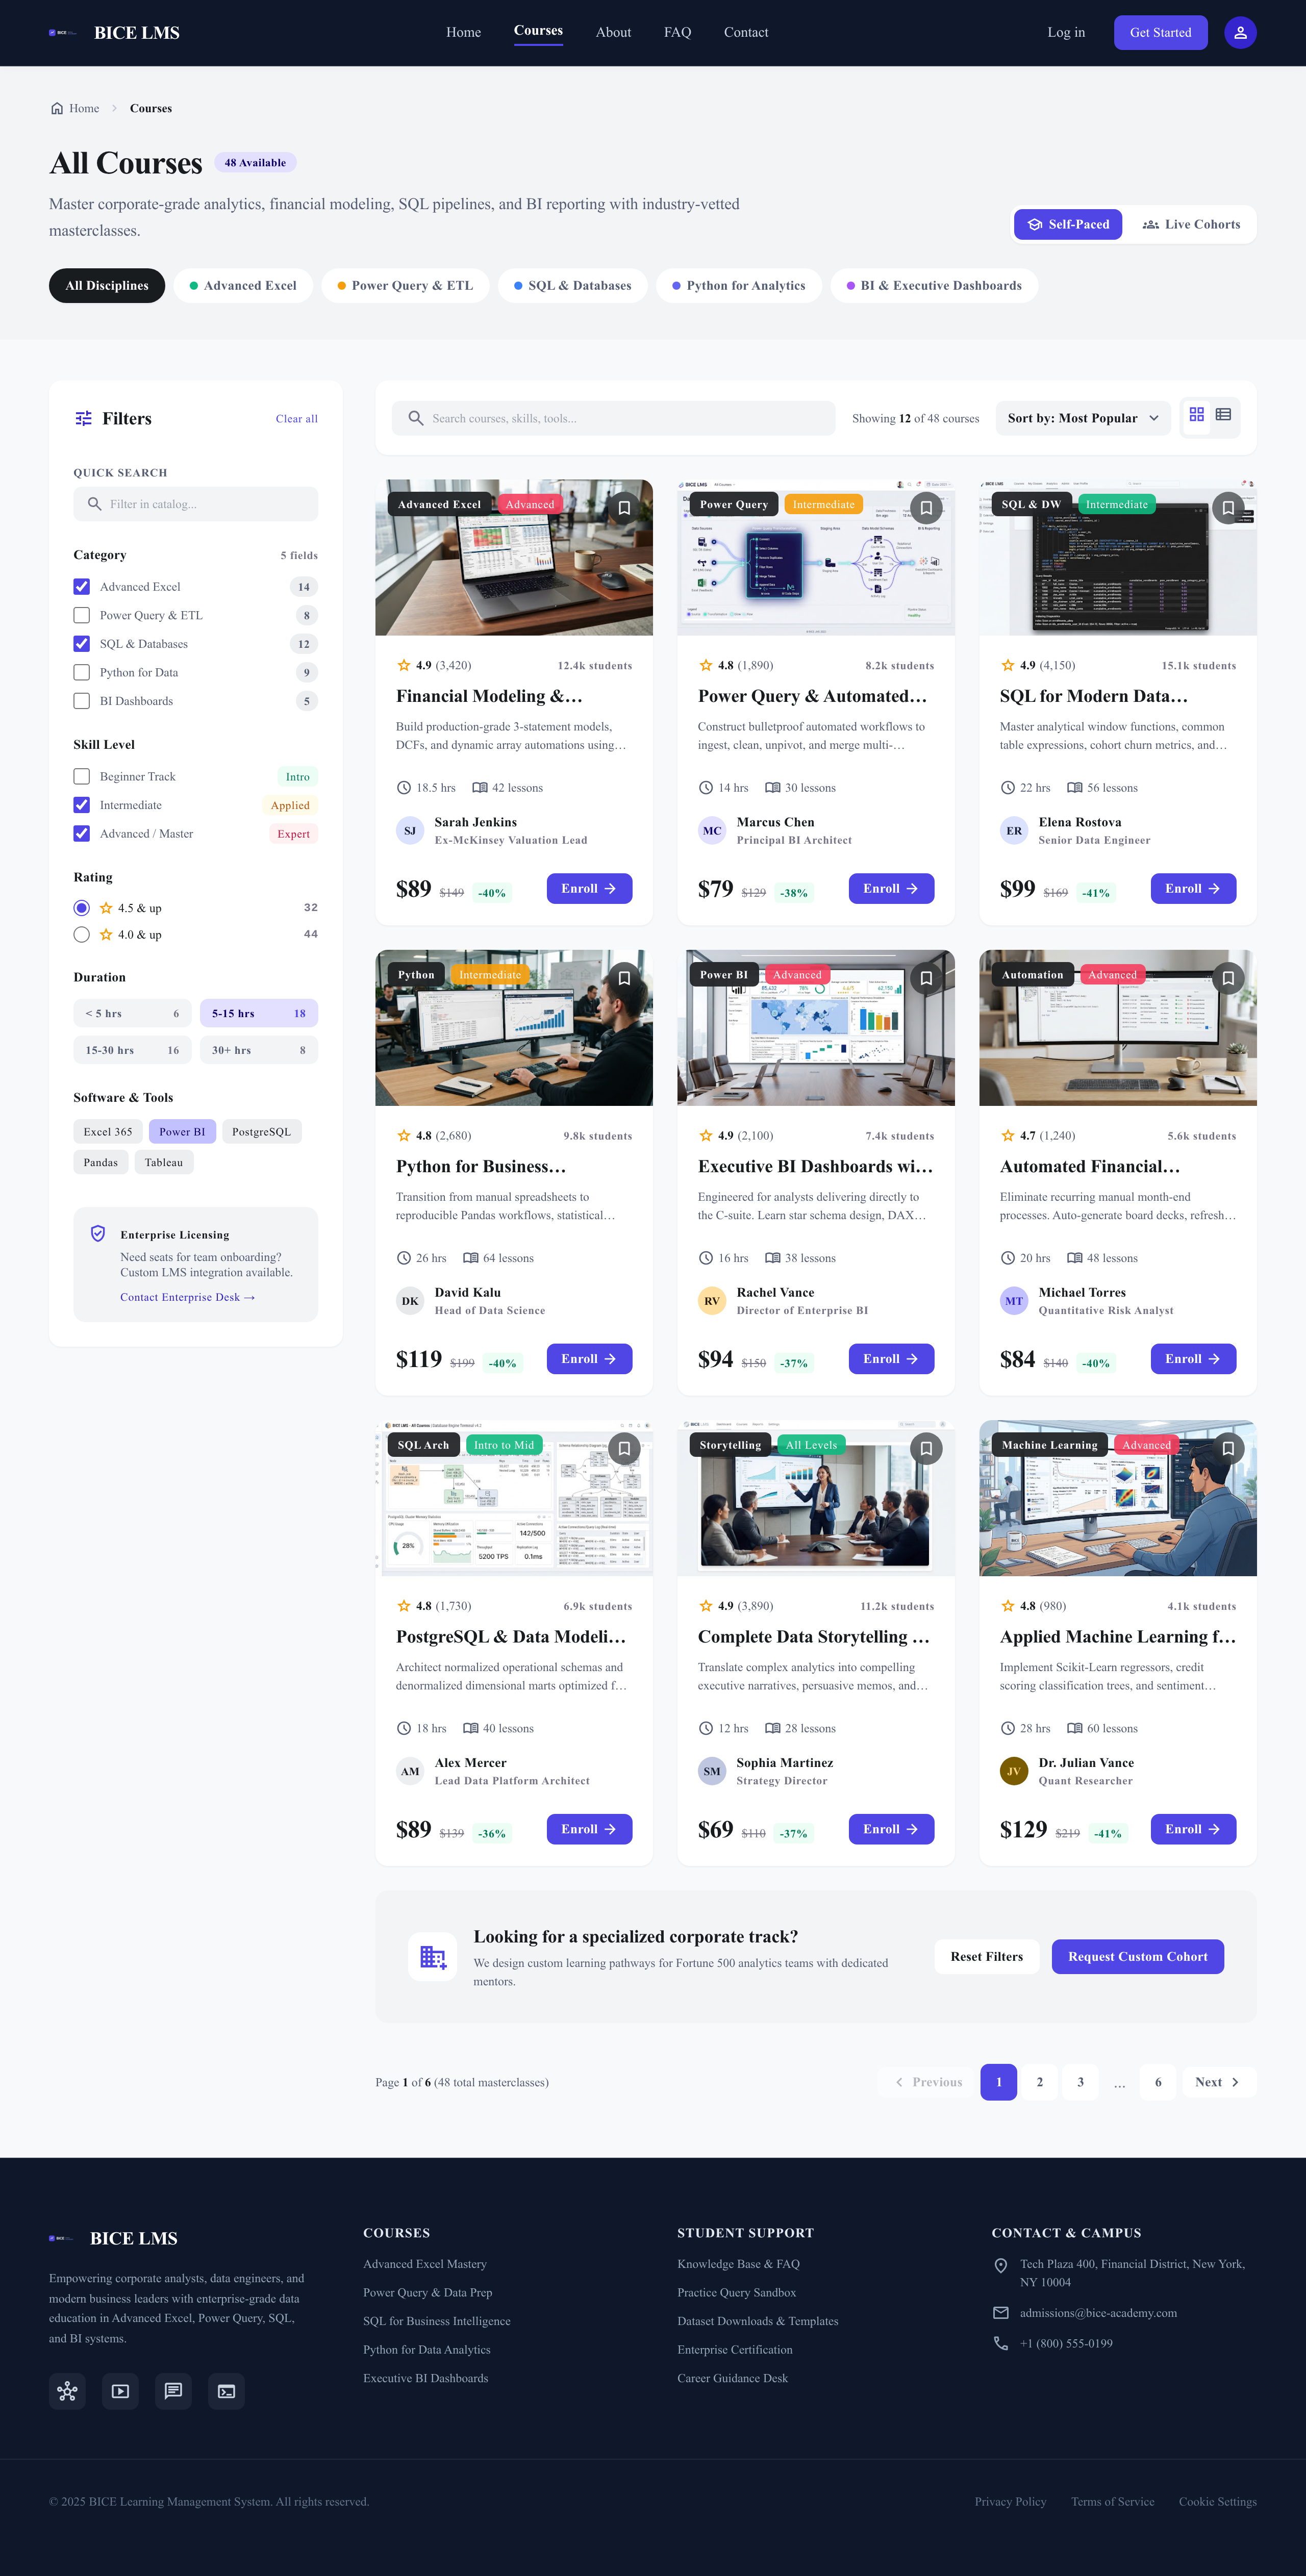 BICE LMS
Home Courses About FAQ Contact
Log in Get Started
Home > Courses
All Courses 48 Available
Master corporate-grade analytics, financial modeling, SQL pipelines, and BI reporting with industry-vetted
masterclasses.
Self-Paced Live Cohorts
All Disciplines Advanced Excel Power Query & ETL SQL & Databases Python for Analytics BI & Executive Dashboards
Filters Clear all
QUICK SEARCH
Filter in catalog...
Category 5 fields
Advanced Excel 14
Power Query & ETL 8
SQL & Databases 12
Python for Data 9
BI Dashboards 5
Skill Level
Beginner Track Intro
Intermediate Applied
Advanced / Master Expert
Rating
4.5 & up 32
4.0 & up 44
Duration
< 5 hrs 6 5-15 hrs 18
15-30 hrs 16 30+ hrs 8
Software & Tools
Excel 365 Power BI PostgreSQL
Pandas Tableau
Enterprise Licensing
Need seats for team onboarding?
Custom LMS integration available.
Contact Enterprise Desk →
Search courses, skills, tools...
Showing 12 of 48 courses
Sort by: Most Popular
Advanced Excel Advanced
4.9 (3,420) 12.4k students
Financial Modeling &...
Build production-grade 3-statement models,
DCFs, and dynamic array automations using...
18.5 hrs 42 lessons
SJ Sarah Jenkins
Ex-McKinsey Valuation Lead
$89 $149 -40% Enroll →
Power Query Intermediate
4.8 (1,890) 8.2k students
Power Query & Automated...
Construct bulletproof automated workflows to
ingest, clean, unpivot, and merge multi-...
14 hrs 30 lessons
MC Marcus Chen
Principal BI Architect
$79 $129 -38% Enroll →
SQL & DW Intermediate
4.9 (4,150) 15.1k students
SQL for Modern Data...
Master analytical window functions, common
table expressions, cohort churn metrics, and...
22 hrs 56 lessons
ER Elena Rostova
Senior Data Engineer
$99 $169 -41% Enroll →
Python Intermediate
4.8 (2,680) 9.8k students
Python for Business...
Transition from manual spreadsheets to
reproducible Pandas workflows, statistical...
26 hrs 64 lessons
DK David Kalu
Head of Data Science
$119 $199 -40% Enroll →
Power BI Advanced
4.9 (2,100) 7.4k students
Executive BI Dashboards wi...
Engineered for analysts delivering directly to
the C-suite. Learn star schema design, DAX...
16 hrs 38 lessons
RV Rachel Vance
Director of Enterprise BI
$94 $150 -37% Enroll →
Automation Advanced
4.7 (1,240) 5.6k students
Automated Financial...
Eliminate recurring manual month-end
processes. Auto-generate board decks, refresh...
20 hrs 48 lessons
MT Michael Torres
Quantitative Risk Analyst
$84 $140 -40% Enroll →
SQL Arch Intro to Mid
28%
142/500
5200 TPS 0.1ms
4.8 (1,730) 6.9k students
PostgreSQL & Data Modeli...
Architect normalized operational schemas and
denormalized dimensional marts optimized f...
18 hrs 40 lessons
AM Alex Mercer
Lead Data Platform Architect
$89 $139 -36% Enroll →
Storytelling All Levels
4.9 (3,890) 11.2k students
Complete Data Storytelling ...
Translate complex analytics into compelling
executive narratives, persuasive memos, and...
12 hrs 28 lessons
SM Sophia Martinez
Strategy Director
$69 $110 -37% Enroll →
Machine Learning Advanced
4.8 (980) 4.1k students
Applied Machine Learning f...
Implement Scikit-Learn regressors, credit
scoring classification trees, and sentiment...
28 hrs 60 lessons
JV Dr. Julian Vance
Quant Researcher
$129 $219 -41% Enroll →
Looking for a specialized corporate track?
We design custom learning pathways for Fortune 500 analytics teams with dedicated
mentors.
Reset Filters Request Custom Cohort
Page 1 of 6 (48 total masterclasses)
Previous 1 2 3 ... 6 Next
BICE LMS
Empowering corporate analysts, data engineers, and
modern business leaders with enterprise-grade data
education in Advanced Excel, Power Query, SQL,
and BI systems.
COURSES
Advanced Excel Mastery
Power Query & Data Prep
SQL for Business Intelligence
Python for Data Analytics
Executive BI Dashboards
STUDENT SUPPORT
Knowledge Base & FAQ
Practice Query Sandbox
Dataset Downloads & Templates
Enterprise Certification
Career Guidance Desk
CONTACT & CAMPUS
Tech Plaza 400, Financial District, New York,
NY 10004
admissions@bice-academy.com
+1 (800) 555-0199
© 2025 BICE Learning Management System. All rights reserved.
Privacy Policy Terms of Service Cookie Settings